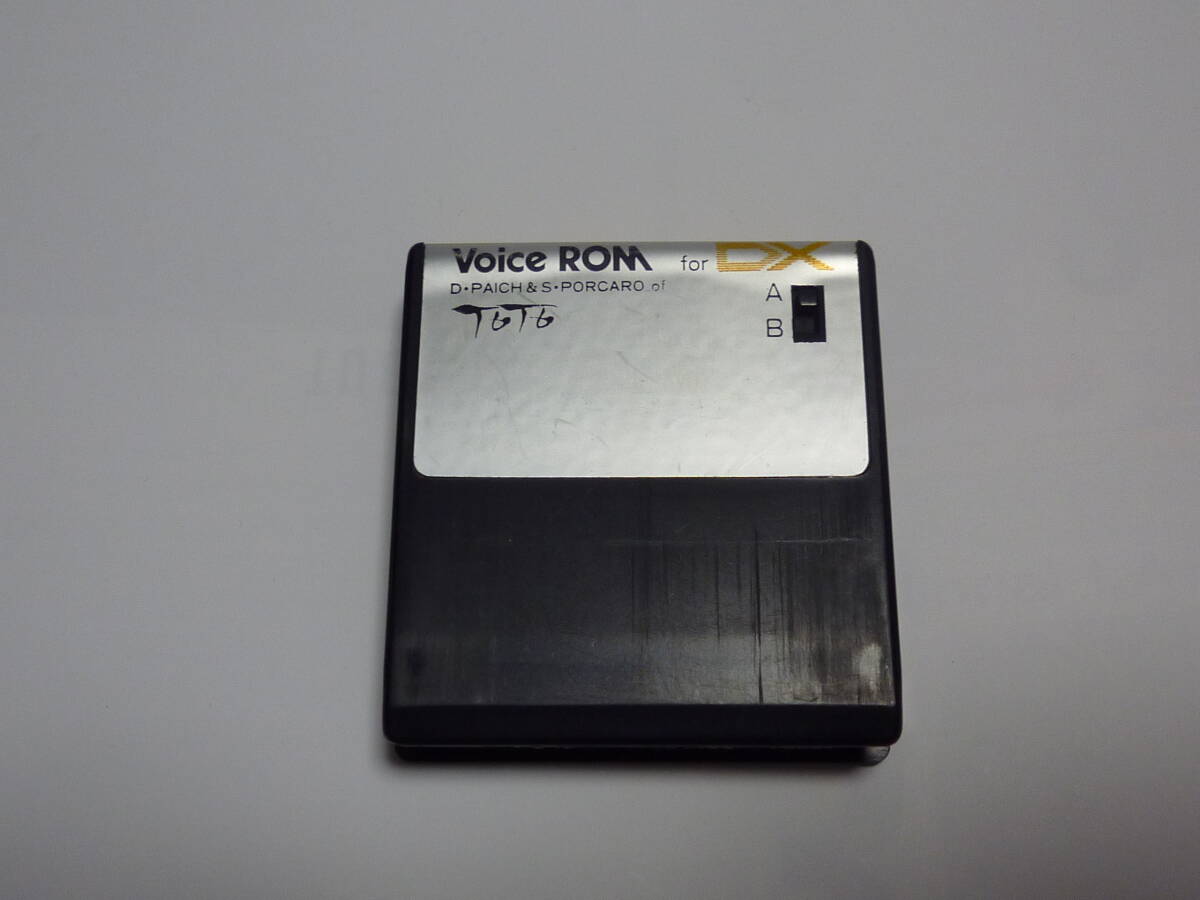 Voice ROM for DX
D•PAICH & S•PORCARO of
TOTO
A
B